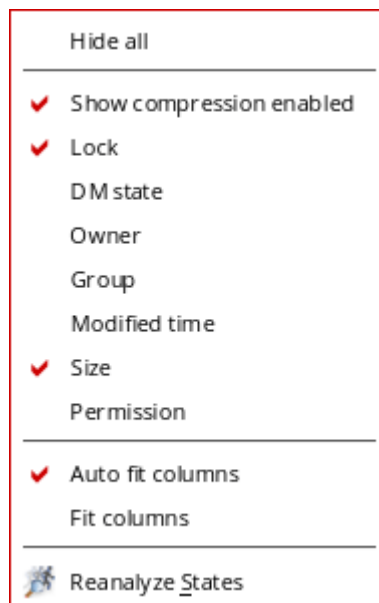 Hide all
Show compression enabled
Lock
DM state
Owner
Group
Modified time
Size
Permission
Auto fit columns
Fit columns
Reanalyze States